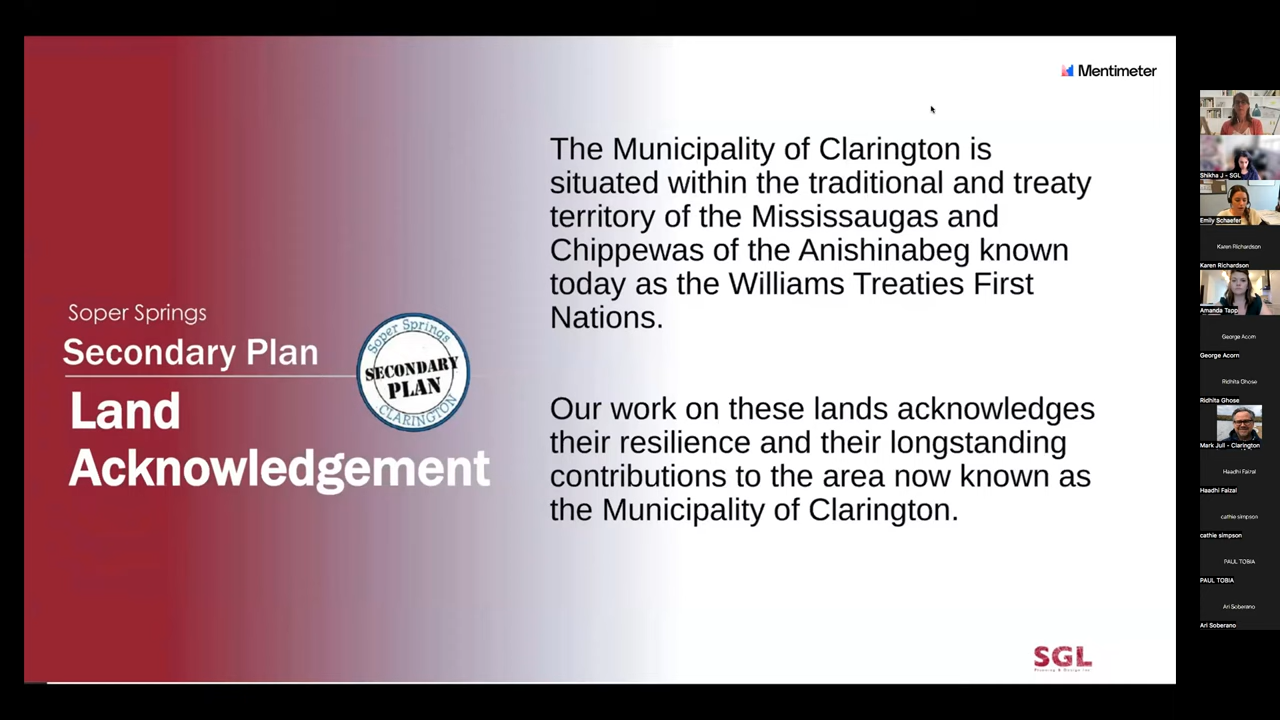 Mentimeter
The Municipality of Clarington is
situated within the traditional and treaty
territory of the Mississaugas and
Chippewas of the Anishinabeg known
today as the Williams Treaties First
Nations.
Our work on these lands acknowledges
their resilience and their longstanding
contributions to the area now known as
the Municipality of Clarington.
Soper Springs
Secondary Plan
Land
Acknowledgement
Soper Springs
SECONDARY
PLAN
CLARINGTON
SGL
Shikha J - SGL
Emily Schaefer
Karen Richardson
Karen Richardson
Amanda Tapp
George Acorn
George Acorn
Ridhita Ghose
Ridhita Ghose
Mark Jull - Clarington
Haadhi Faizal
Haadhi Faizal
cathie simpson
cathie simpson
PAUL TOBIA
PAUL TOBIA
Ari Soberano
Ari Soberano